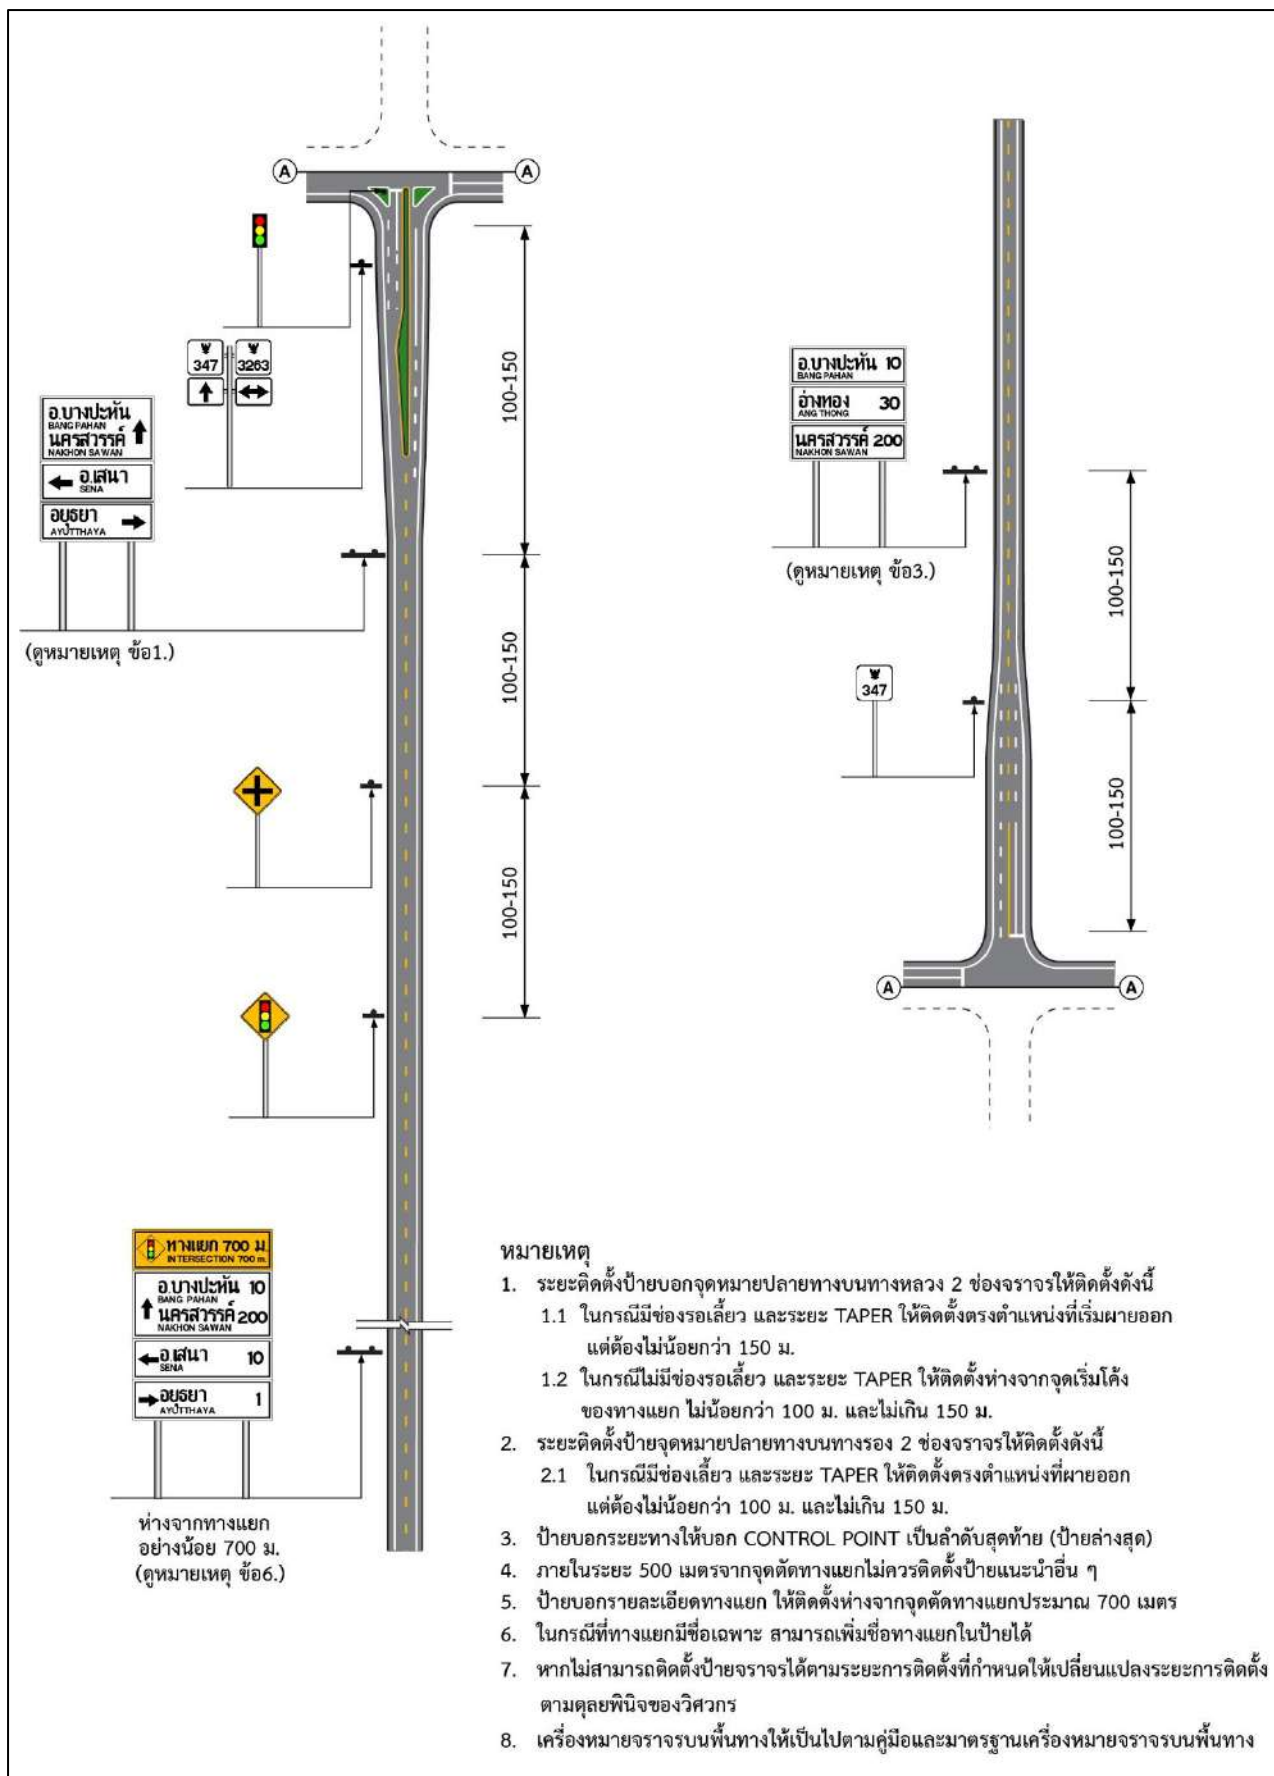 A
A
347
3263
100-150
อ.บางปะหัน
BANG PAHAN
นครสวรรค์
NAKHON SAWAN
อ.เสนา
SENA
อยุธยา
AYUTTHAYA
(ดูหมายเหตุ ข้อ1.)
100-150
100-150
ทางแยก 700 ม.
INTERSECTION 700 m.
อ.บางปะหัน 10
BANG PAHAN
นครสวรรค์ 200
NAKHON SAWAN
อ.เสนา 10
SENA
อยุธยา 1
AYUTTHAYA
ห่างจากทางแยก
อย่างน้อย 700 ม.
(ดูหมายเหตุ ข้อ6.)
อ.บางปะหัน 10
BANG PAHAN
อ่างทอง 30
ANG THONG
นครสวรรค์ 200
NAKHON SAWAN
(ดูหมายเหตุ ข้อ3.)
100-150
347
100-150
A
A
หมายเหตุ
1. ระยะติดตั้งป้ายบอกจุดหมายปลายทางบนทางหลวง 2 ช่องจราจรให้ติดตั้งดังนี้
1.1 ในกรณีมีช่องรอเลี้ยว และระยะ TAPER ให้ติดตั้งตรงตำแหน่งที่เริ่มผายออก
แต่ต้องไม่น้อยกว่า 150 ม.
1.2 ในกรณีไม่มีช่องรอเลี้ยว และระยะ TAPER ให้ติดตั้งห่างจากจุดเริ่มโค้ง
ของทางแยก ไม่น้อยกว่า 100 ม. และไม่เกิน 150 ม.
2. ระยะติดตั้งป้ายจุดหมายปลายทางบนทางรอง 2 ช่องจราจรให้ติดตั้งดังนี้
2.1 ในกรณีมีช่องเลี้ยว และระยะ TAPER ให้ติดตั้งตรงตำแหน่งที่ผายออก
แต่ต้องไม่น้อยกว่า 100 ม. และไม่เกิน 150 ม.
3. ป้ายบอกระยะทางให้บอก CONTROL POINT เป็นลำดับสุดท้าย (ป้ายล่างสุด)
4. ภายในระยะ 500 เมตรจากจุดตัดทางแยกไม่ควรติดตั้งป้ายแนะนำอื่น ๆ
5. ป้ายบอกรายละเอียดทางแยก ให้ติดตั้งห่างจากจุดตัดทางแยกประมาณ 700 เมตร
6. ในกรณีที่ทางแยกมีชื่อเฉพาะ สามารถเพิ่มชื่อทางแยกในป้ายได้
7. หากไม่สามารถติดตั้งป้ายจราจรได้ตามระยะการติดตั้งที่กำหนดให้เปลี่ยนแปลงระยะการติดตั้ง
ตามดุลยพินิจของวิศวกร
8. เครื่องหมายจราจรบนพื้นทางให้เป็นไปตามคู่มือและมาตรฐานเครื่องหมายจราจรบนพื้นทาง